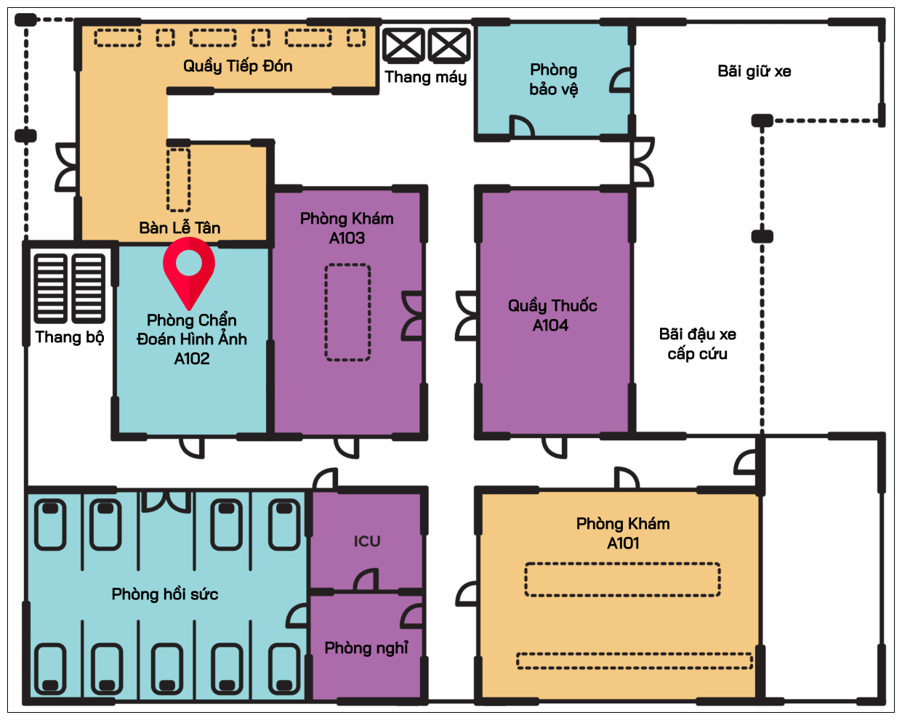 Quầy Tiếp Đón
Thang máy
Phòng
bảo vệ
Bãi giữ xe
Bàn Lễ Tân
Phòng Khám
A103
Quầy Thuốc
A104
Thang bộ
Phòng Chẩn
Đoán Hình Ảnh
A102
Bãi đậu xe
cấp cứu
Phòng Khám
A101
ICU
Phòng hồi sức
Phòng nghỉ